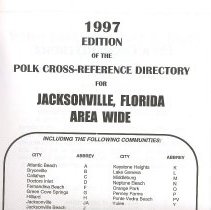 1997
EDITION
OF THE
POLK CROSS-REFERENCE DIRECTORY
FOR
JACKSONVILLE, FLORIDA
AREA WIDE
INCLUDING THE FOLLOWING COMMUNITIES:
CITY ABBREV CITY ABBREV
Atlantic Beach A Keystone Heights K
Bryceville B Lake Geneva L
Callahan C Middleburg M
Doctors Inlet Neptune Beach N
Fernandina Beach F Orange Park O
Green Cove Springs Penney Farms P
Hilliard H Ponte Vedra Beach PV
Jacksonville JA Yulee Y
Jacksonville Beach